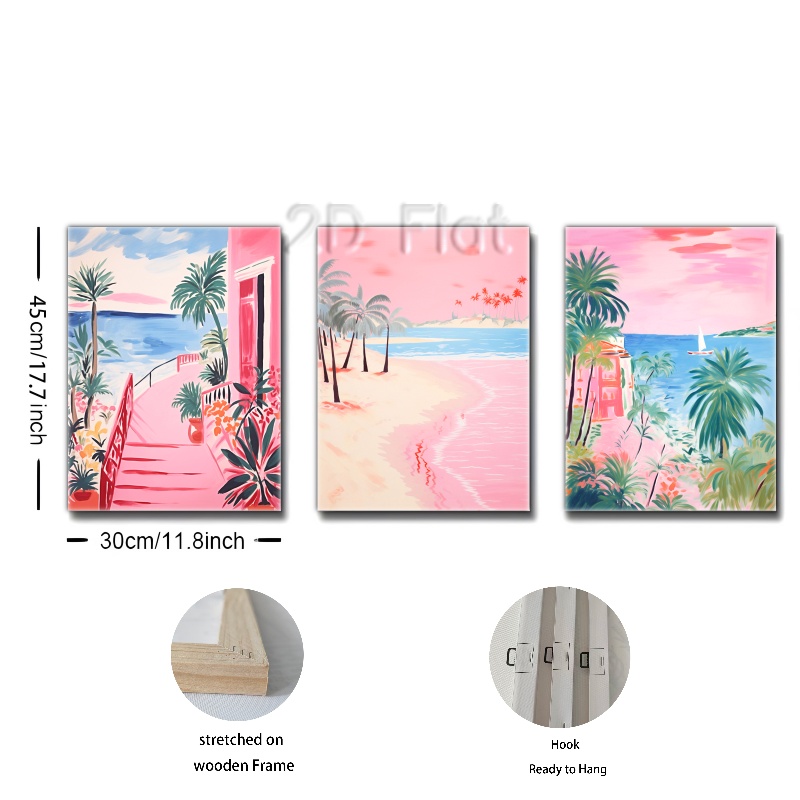 2D Flat
45cm/17.7inch
30cm/11.8inch
stretched on
wooden Frame
Hook
Ready to Hang